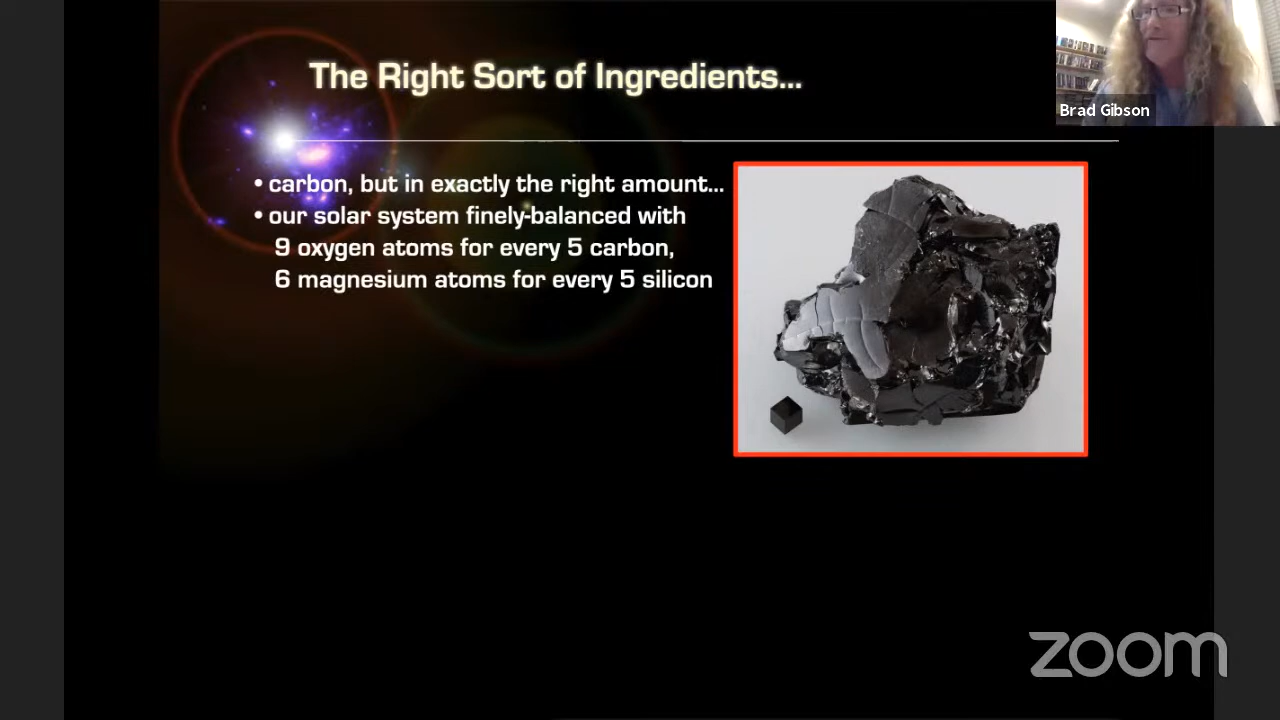 The Right Sort of Ingredients...
Brad Gibson
• carbon, but in exactly the right amount...
• our solar system finely-balanced with
9 oxygen atoms for every 5 carbon,
6 magnesium atoms for every 5 silicon
zoom